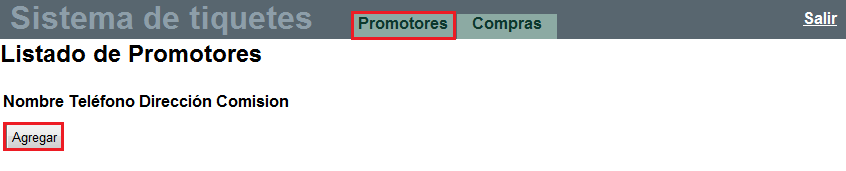 Sistema de tiquetes Promotores Compras Salir
Listado de Promotores
Nombre Teléfono Dirección Comision
Agregar